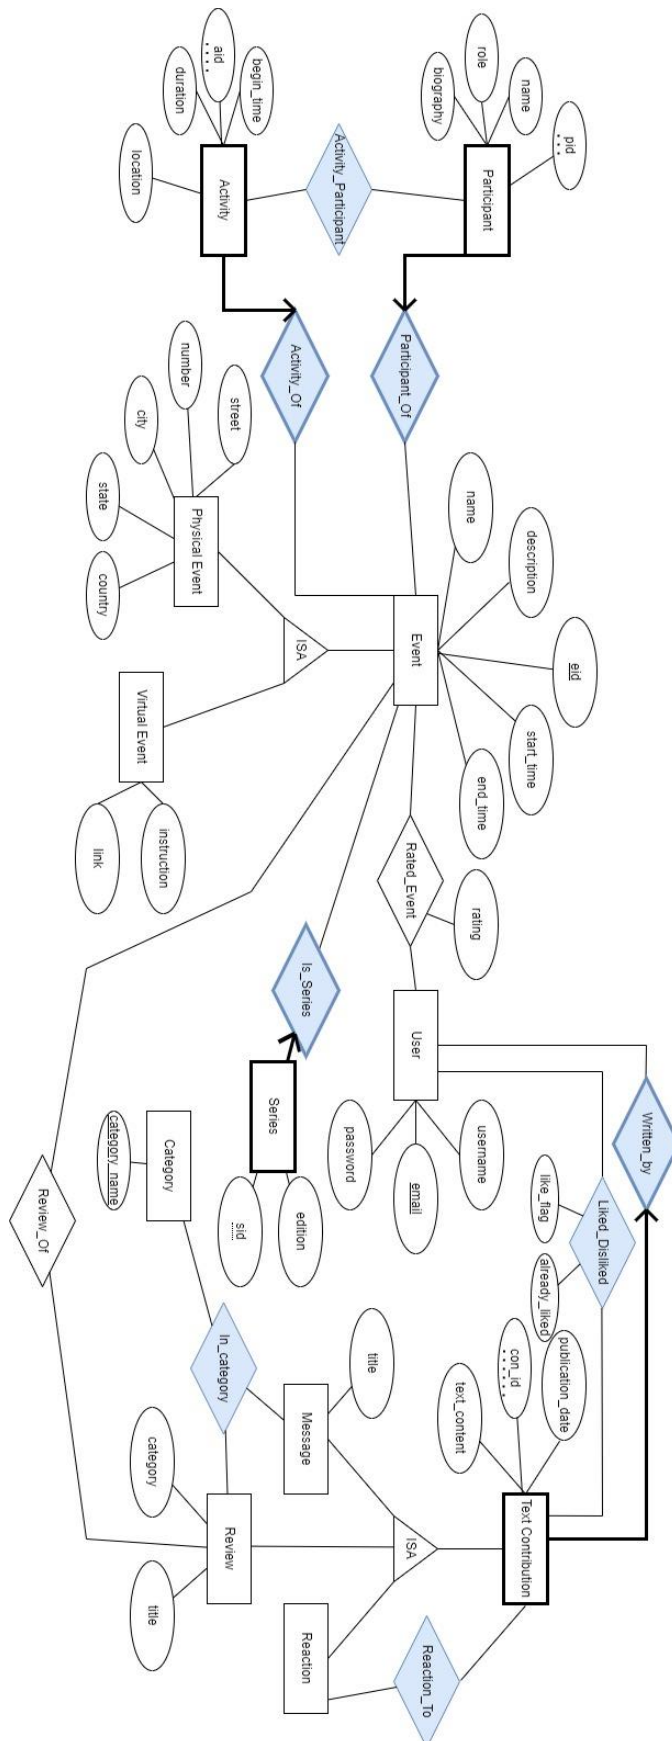 pid
name
role
biography
Participant
begin_time
aid
duration
location
Activity
Activity_Participant
Participant_Of
Activity_Of
street
number
city
state
country
Physical Event
name
description
eid
start_time
end_time
Event
ISA
Virtual Event
instruction
link
Rated_Event
rating
User
username
email
password
Is_Series
Series
edition
sid
Written_by
Liked_Disliked
like_flag
already_liked
Category
category_name
Review_Of
In_category
title
Message
publication_date
con_id
text_content
Text Contribution
ISA
category
title
Review
Reaction
Reaction_To